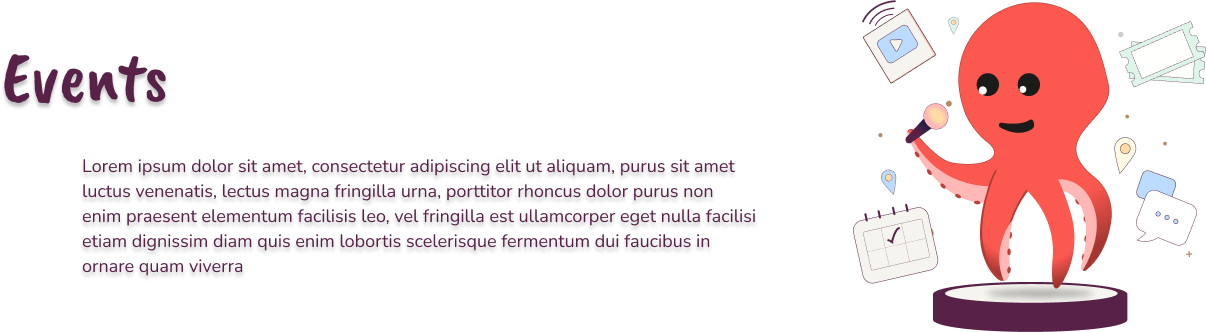 Events
Lorem ipsum dolor sit amet, consectetur adipiscing elit ut aliquam, purus sit amet
luctus venenatis, lectus magna fringilla urna, porttitor rhoncus dolor purus non
enim praesent elementum facilisis leo, vel fringilla est ullamcorper eget nulla facilisi
etiam dignissim diam quis enim lobortis scelerisque fermentum dui faucibus in
ornare quam viverra